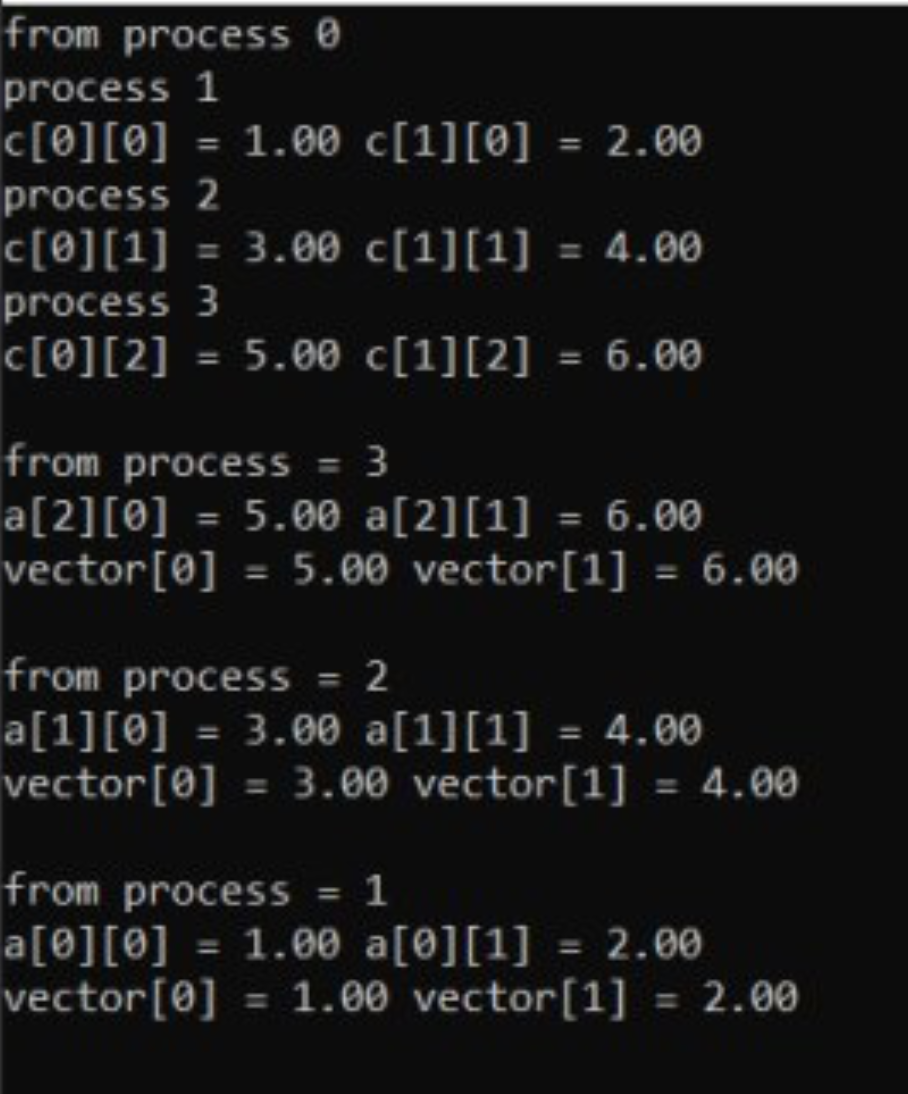 from process 0
process 1
c[0][0] = 1.00 c[1][0] = 2.00
process 2
c[0][1] = 3.00 c[1][1] = 4.00
process 3
c[0][2] = 5.00 c[1][2] = 6.00
from process = 3
a[2][0] = 5.00 a[2][1] = 6.00
vector[0] = 5.00 vector[1] = 6.00
from process = 2
a[1][0] = 3.00 a[1][1] = 4.00
vector[0] = 3.00 vector[1] = 4.00
from process = 1
a[0][0] = 1.00 a[0][1] = 2.00
vector[0] = 1.00 vector[1] = 2.00